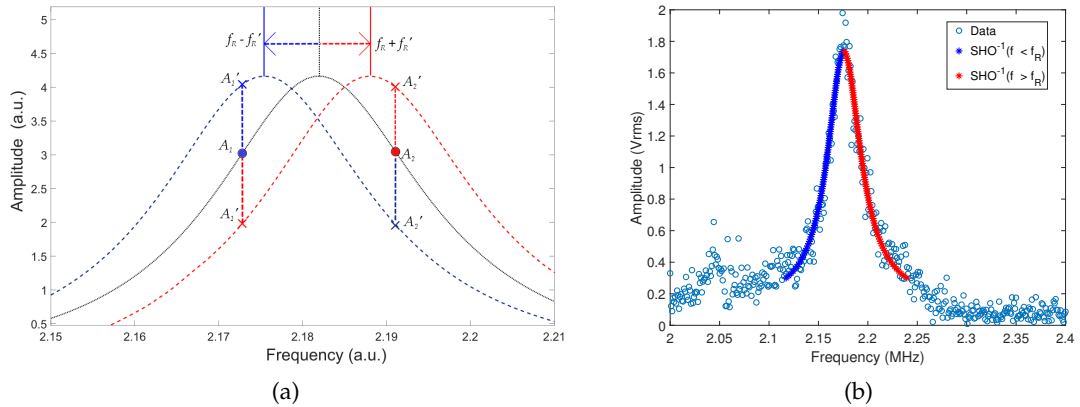 5
4.5
4
3.5
3
2.5
2
1.5
1
0.5
Amplitude (a.u.)
f_R - f_R'
f_R + f_R'
A_1'
A_2'
A_1
A_2
A_1'
A_2'
2.15 2.16 2.17 2.18 2.19 2.2 2.21
Frequency (a.u.)
(a)
2
1.8
1.6
1.4
1.2
1
0.8
0.6
0.4
0.2
0
Amplitude (Vrms)
Data
SHO^-1(f < f_R)
SHO^-1(f > f_R)
2 2.05 2.1 2.15 2.2 2.25 2.3 2.35 2.4
Frequency (MHz)
(b)